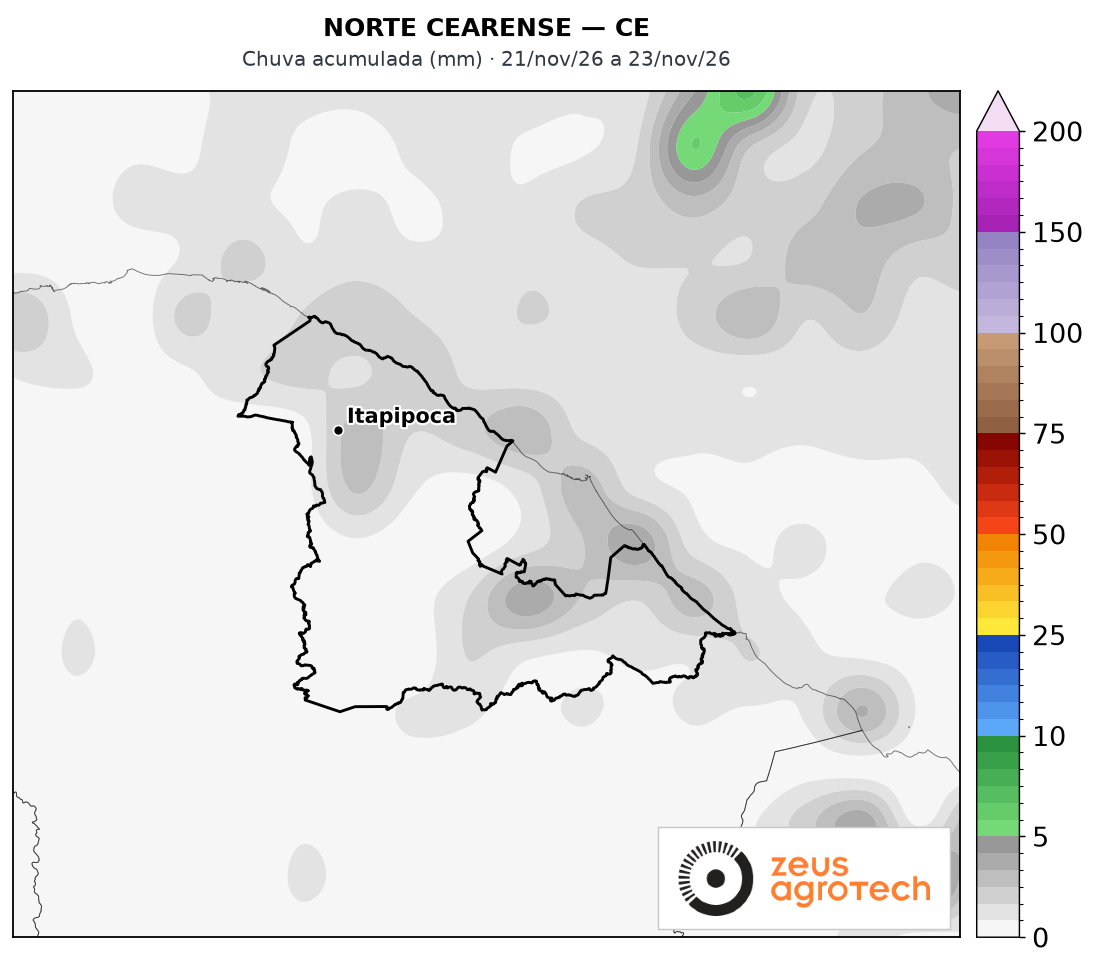 NORTE CEARENSE — CE
Chuva acumulada (mm) · 21/nov/26 a 23/nov/26
Itapipoca
200
150
100
75
50
25
10
5
0
zeus
agrotech